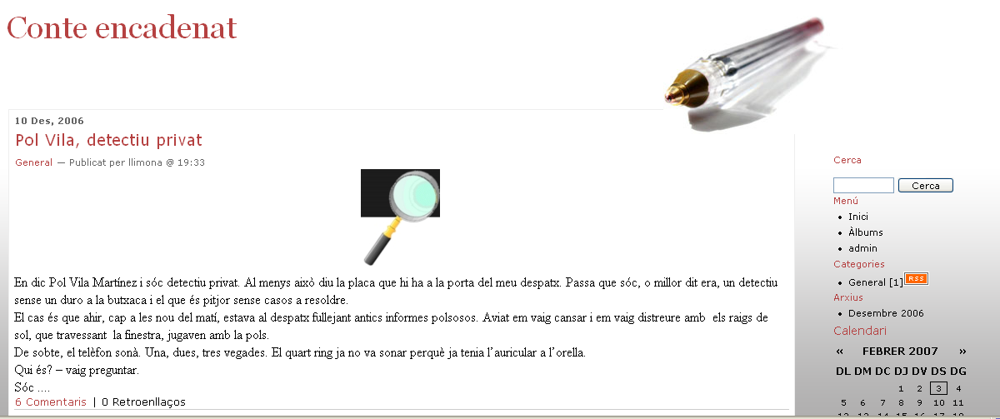 Conte encadenat
10 Des, 2006
Pol Vila, detectiu privat
General — Publicat per llimona @ 19:33
En dic Pol Vila Martínez i sóc detectiu privat. Al menys això diu la placa que hi ha a la porta del meu despatx. Passa que sóc, o millor dit era, un detectiu
sense un duro a la butxaca i el que és pitjor sense casos a resoldre.
El cas és que ahir, cap a les nou del matí, estava al despatx fullejant antics informes polsosos. Aviat em vaig cansar i em vaig distreure amb  els raigs de
sol, que travessant  la finestra, jugaven amb la pols.
De sobte, el telèfon sonà. Una, dues, tres vegades. El quart ring ja no va sonar perquè ja tenia l’auricular a l’orella.
Qui és? – vaig preguntar.
Sóc ....
6 Comentaris | 0 Retroenllaços
Cerca
Cerca
Menú
Inici
Àlbums
admin
Categories
General [1] RSS
Arxius
Desembre 2006
Calendari
« FEBRER 2007 »
DL DM DC DJ DV DS DG
1 2 3 4
5 6 7 8 9 10 11
12 13 14 15 16 17 18